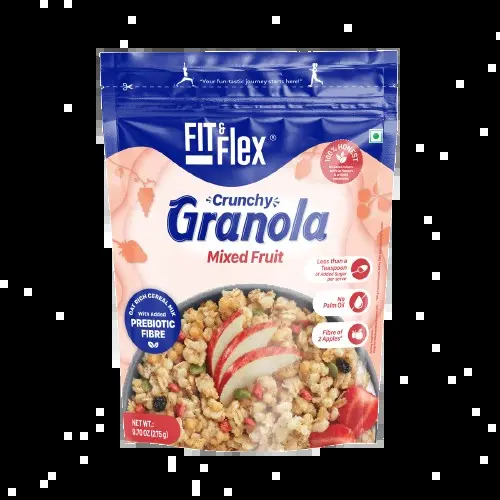 "Your fun-tastic journey starts here!"
FIT & Flex®
100% HONEST
Crunchy
Granola
Mixed Fruit
Less than a
Teaspoon
of Added Sugar
per serve
No
Palm Oil
Fibre of
2 Apples*
OAT RICH CEREAL MIX
With Added
PREBIOTIC
FIBRE
NET WT.:
9.70 OZ (275g)